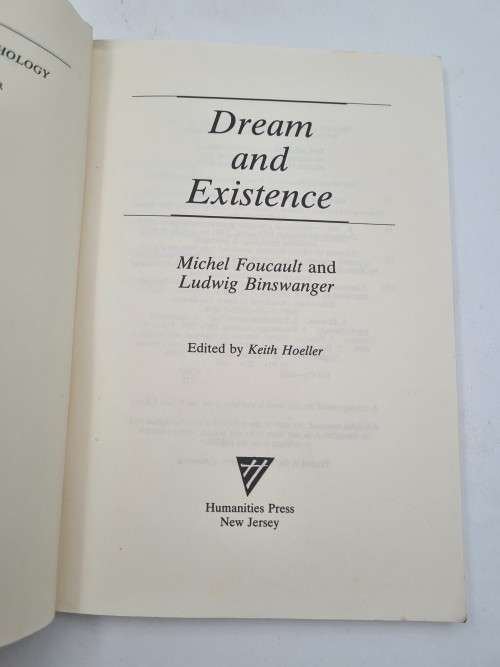 HOLOGY
R
Dream
and
Existence
Michel Foucault and
Ludwig Binswanger
Edited by Keith Hoeller
Humanities Press
New Jersey